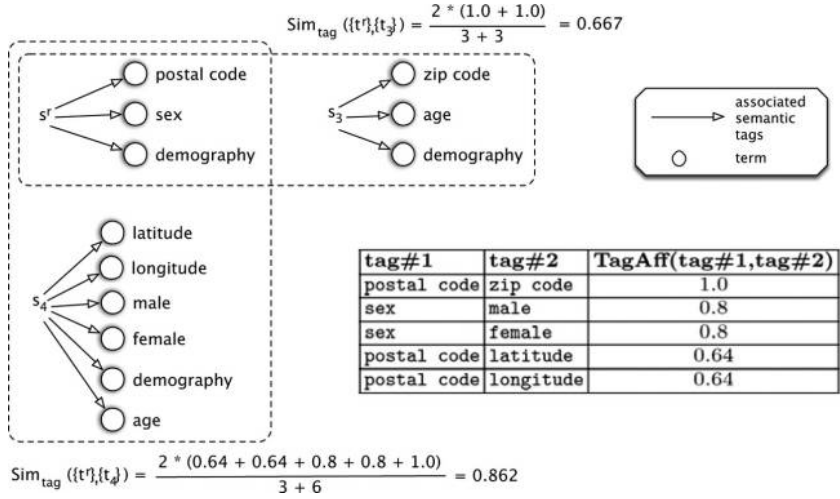 Sim_tag ({t^r},{t_3}) = 2 * (1.0 + 1.0) / 3 + 3 = 0.667
s^r
postal code
sex
demography
s_3
zip code
age
demography
associated
semantic
tags
term
s_4
latitude
longitude
male
female
demography
age
tag#1 tag#2 TagAff(tag#1,tag#2)
postal code zip code 1.0
sex male 0.8
sex female 0.8
postal code latitude 0.64
postal code longitude 0.64
Sim_tag ({t^r},{t_4}) = 2 * (0.64 + 0.64 + 0.8 + 0.8 + 1.0) / 3 + 6 = 0.862